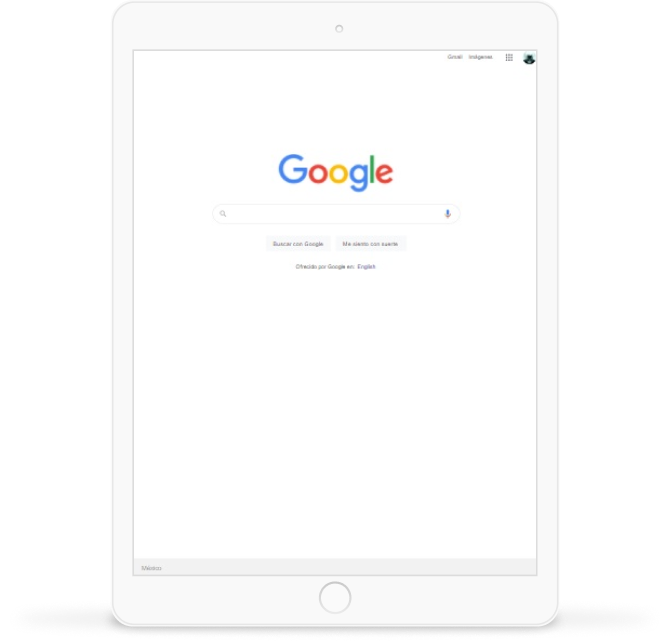 Gmail Imágenes
Google
Buscar con Google Me siento con suerte
Ofrecido por Google en: English
México